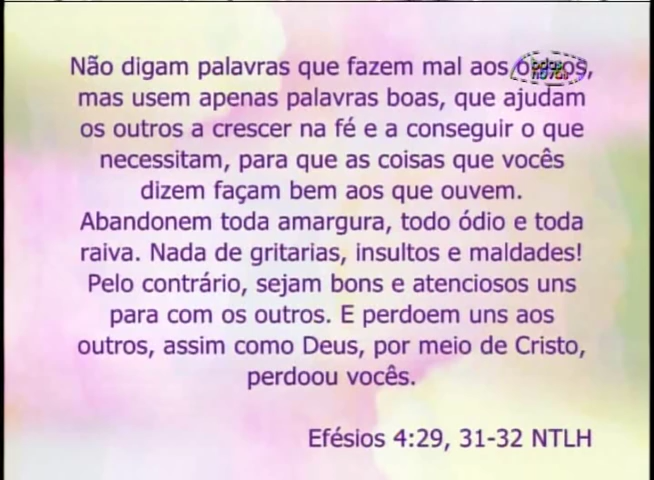 Não digam palavras que fazem mal aos outros,
mas usem apenas palavras boas, que ajudam
os outros a crescer na fé e a conseguir o que
necessitam, para que as coisas que vocês
dizem façam bem aos que ouvem.
Abandonem toda amargura, todo ódio e toda
raiva. Nada de gritarias, insultos e maldades!
Pelo contrário, sejam bons e atenciosos uns
para com os outros. E perdoem uns aos
outros, assim como Deus, por meio de Cristo,
perdoou vocês.
Efésios 4:29, 31-32 NTLH